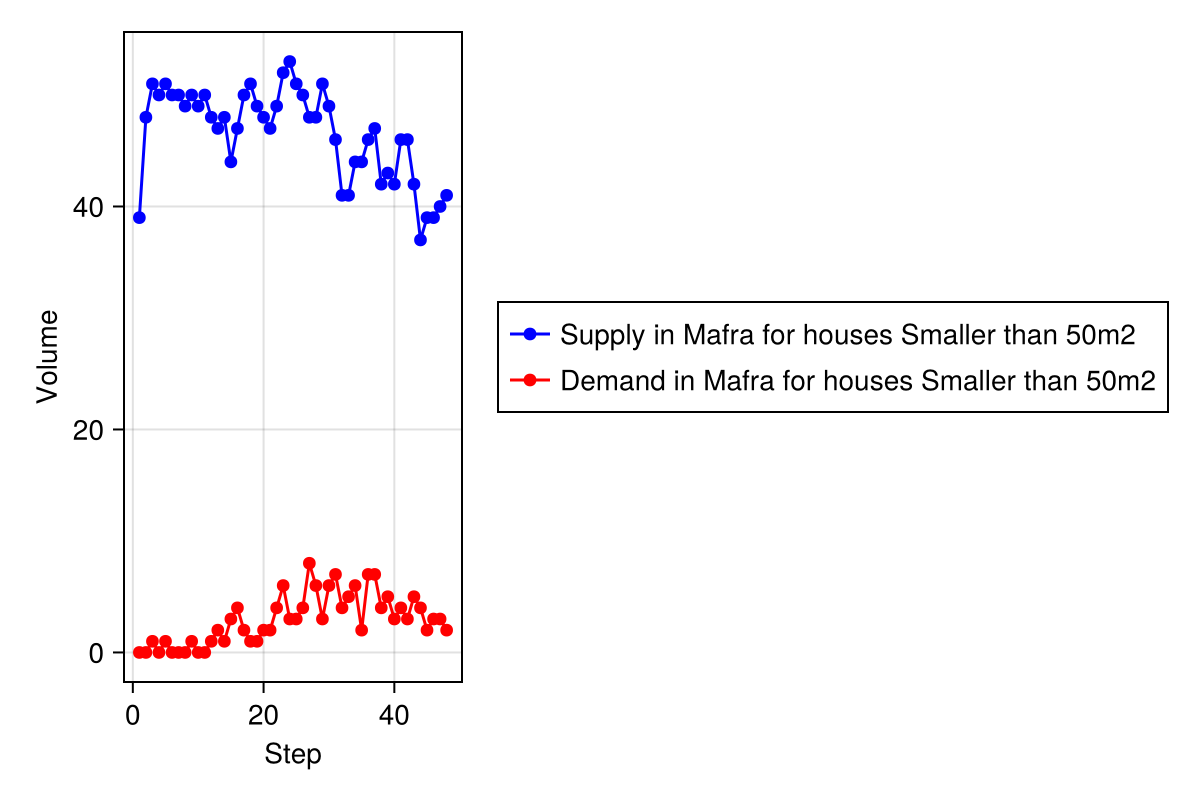 Volume
40
20
0
0 20 40
Step
Supply in Mafra for houses Smaller than 50m2
Demand in Mafra for houses Smaller than 50m2